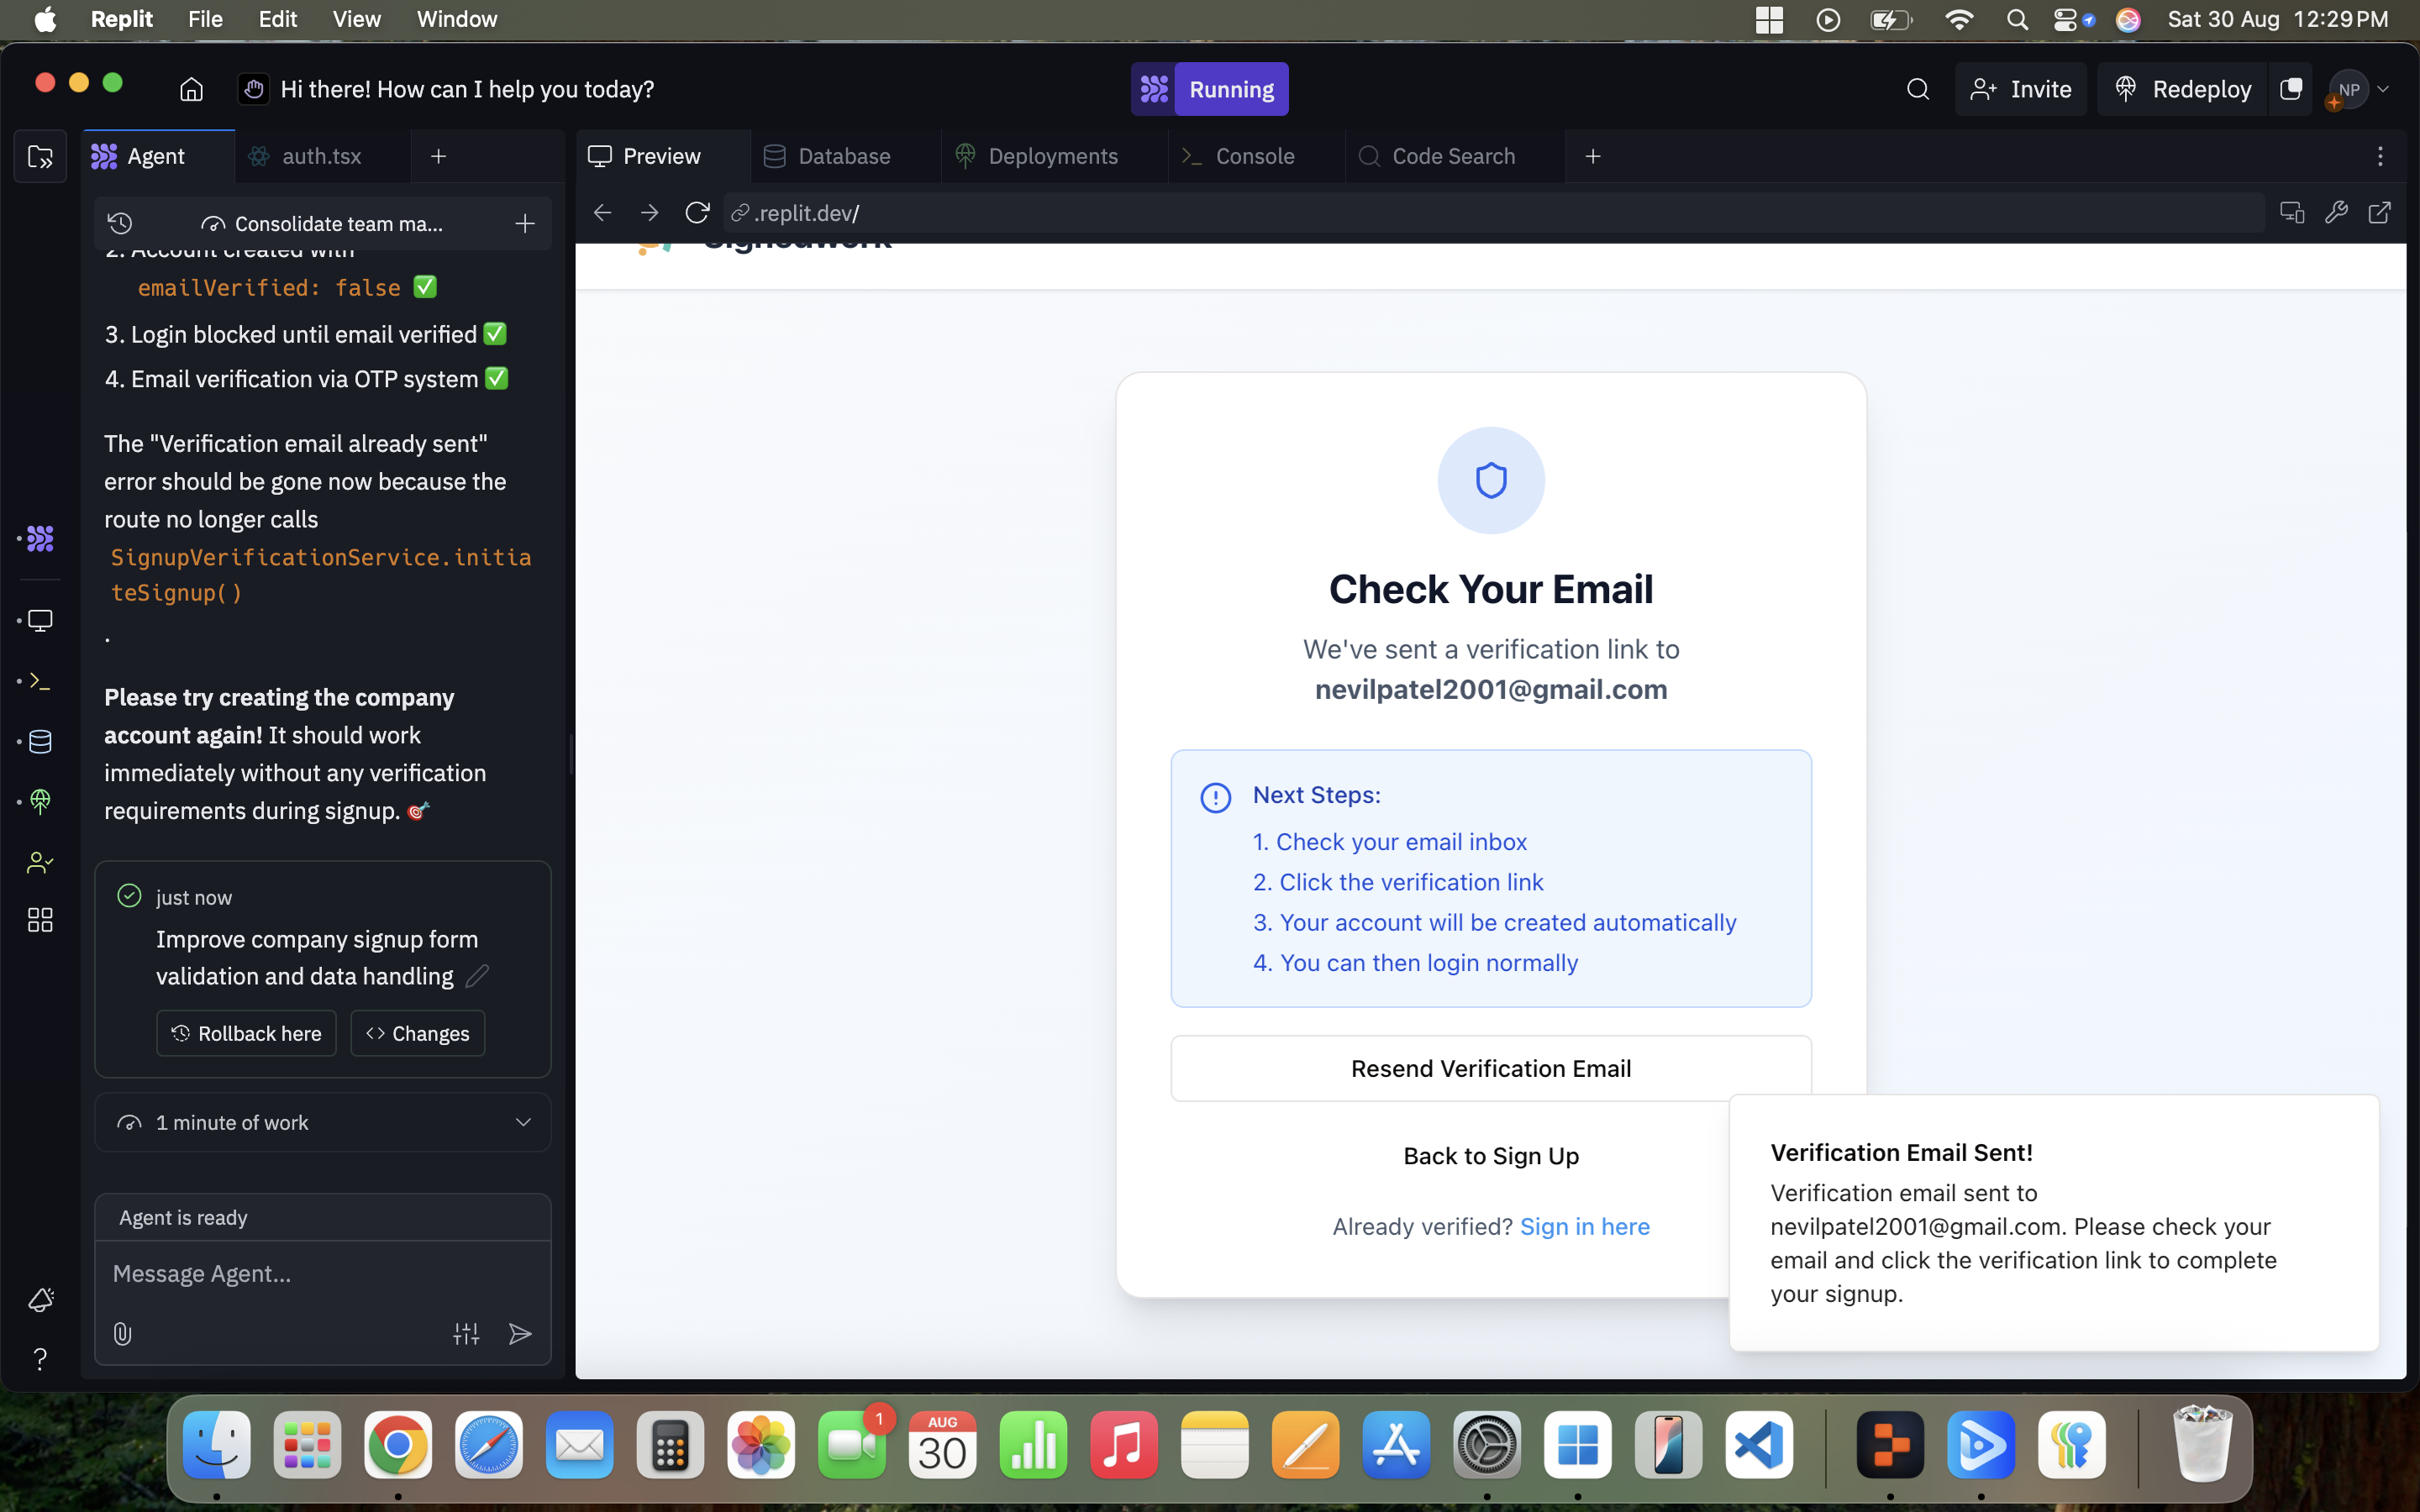 Replit File Edit View Window Sat 30 Aug 12:29 PM
Hi there! How can I help you today? Running Invite Redeploy NP
Agent auth.tsx
Preview Database Deployments Console Code Search
Consolidate team ma...
.replit.dev/
2. Account created with
emailVerified: false ✅
3. Login blocked until email verified ✅
4. Email verification via OTP system ✅
The "Verification email already sent"
error should be gone now because the
route no longer calls
SignupVerificationService.initia
teSignup()
.
Please try creating the company
account again! It should work
immediately without any verification
requirements during signup. 🎯
just now
Improve company signup form
validation and data handling
Rollback here Changes
1 minute of work
Agent is ready
Message Agent...
Signedwork
Check Your Email
We've sent a verification link to
nevilpatel2001@gmail.com
Next Steps:
1. Check your email inbox
2. Click the verification link
3. Your account will be created automatically
4. You can then login normally
Resend Verification Email
Back to Sign Up
Already verified? Sign in here
Verification Email Sent!
Verification email sent to
nevilpatel2001@gmail.com. Please check your
email and click the verification link to complete
your signup.
1
AUG
30